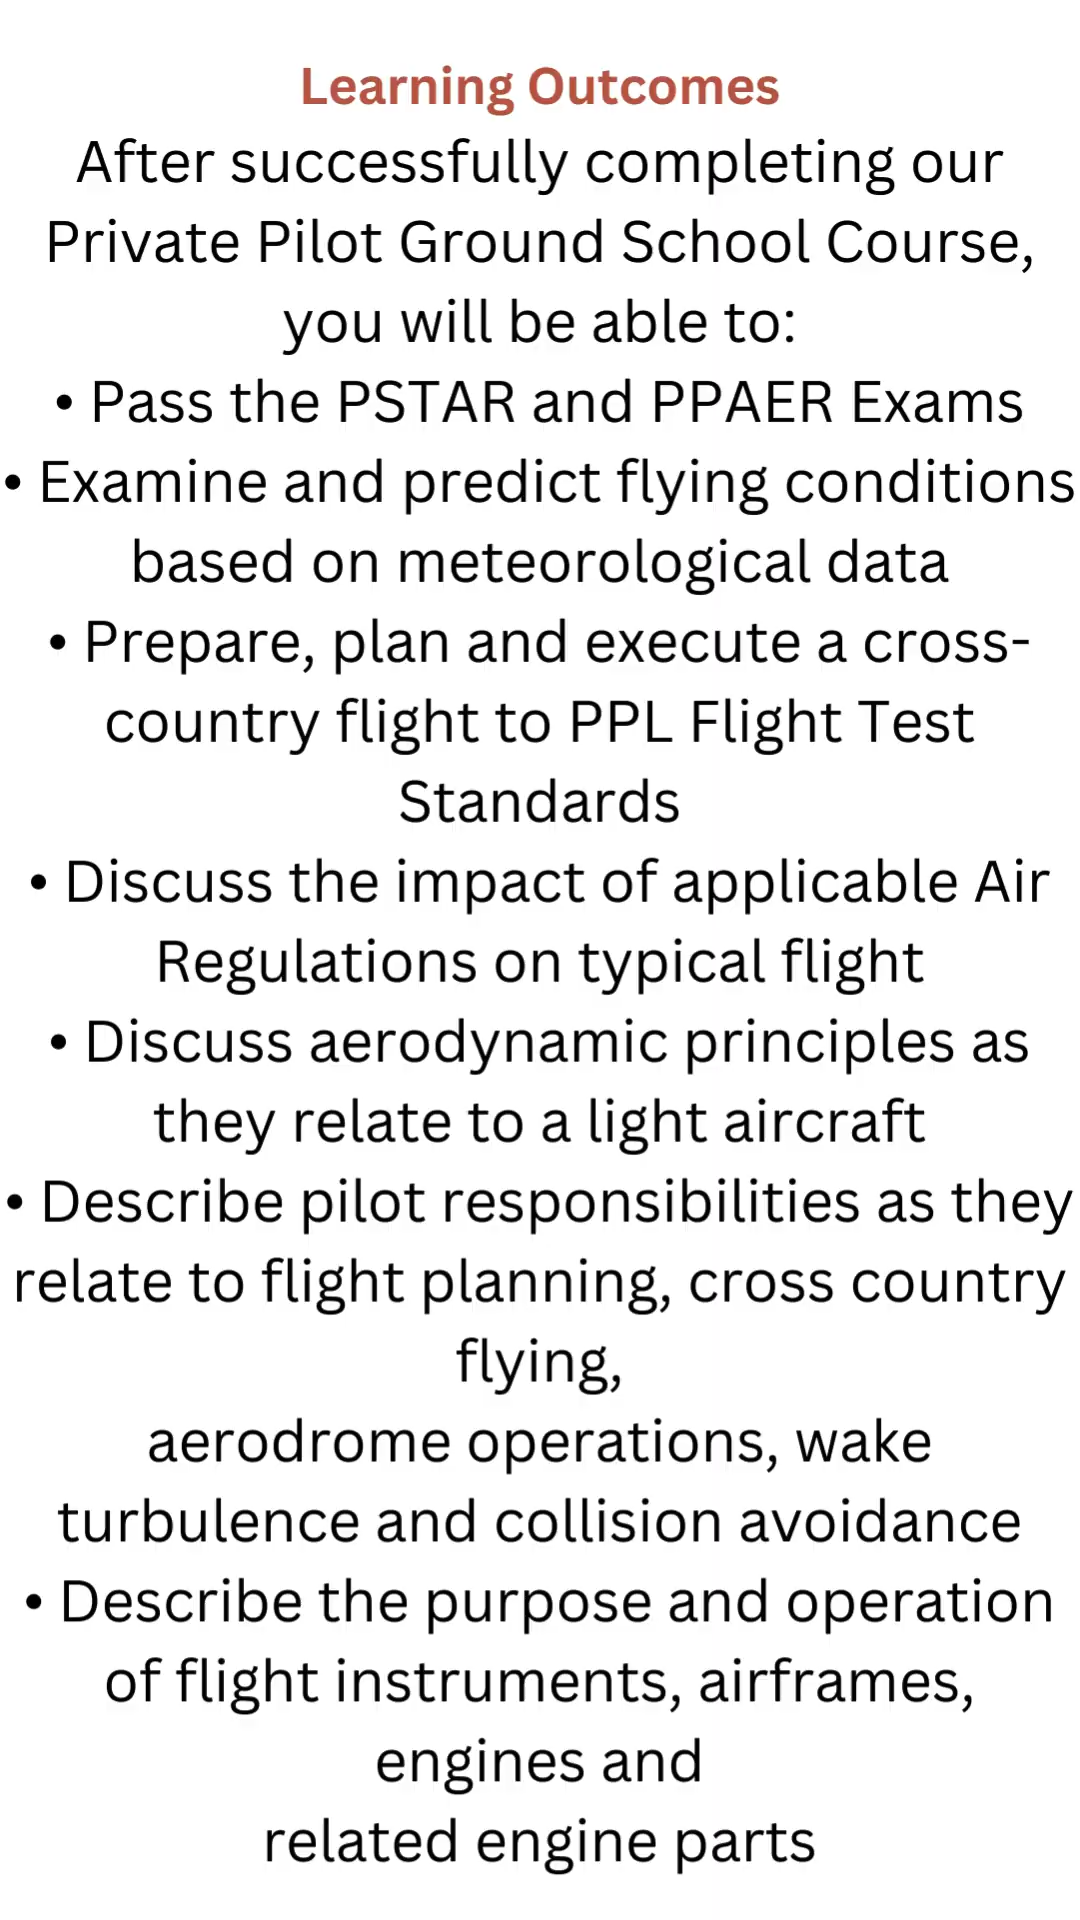 Learning Outcomes
After successfully completing our
Private Pilot Ground School Course,
you will be able to:
• Pass the PSTAR and PPAER Exams
• Examine and predict flying conditions
based on meteorological data
• Prepare, plan and execute a cross-
country flight to PPL Flight Test
Standards
• Discuss the impact of applicable Air
Regulations on typical flight
• Discuss aerodynamic principles as
they relate to a light aircraft
• Describe pilot responsibilities as they
relate to flight planning, cross country
flying,
aerodrome operations, wake
turbulence and collision avoidance
• Describe the purpose and operation
of flight instruments, airframes,
engines and
related engine parts